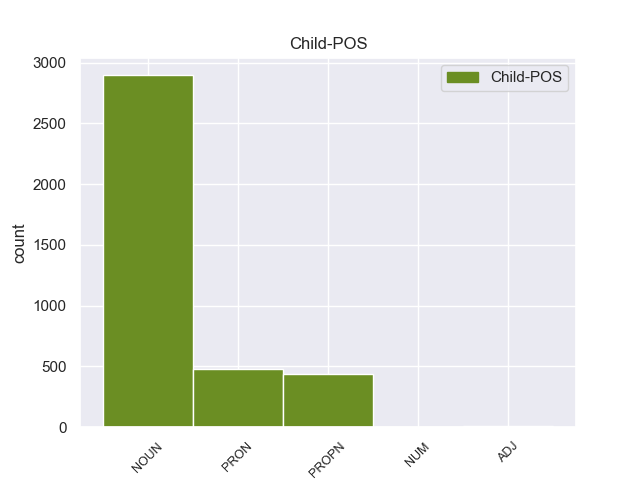 Child-POS
3000
2500
2000
1500
1000
500
0
count
Child-POS
NOUN
PRON
PROPN
NUM
ADJ